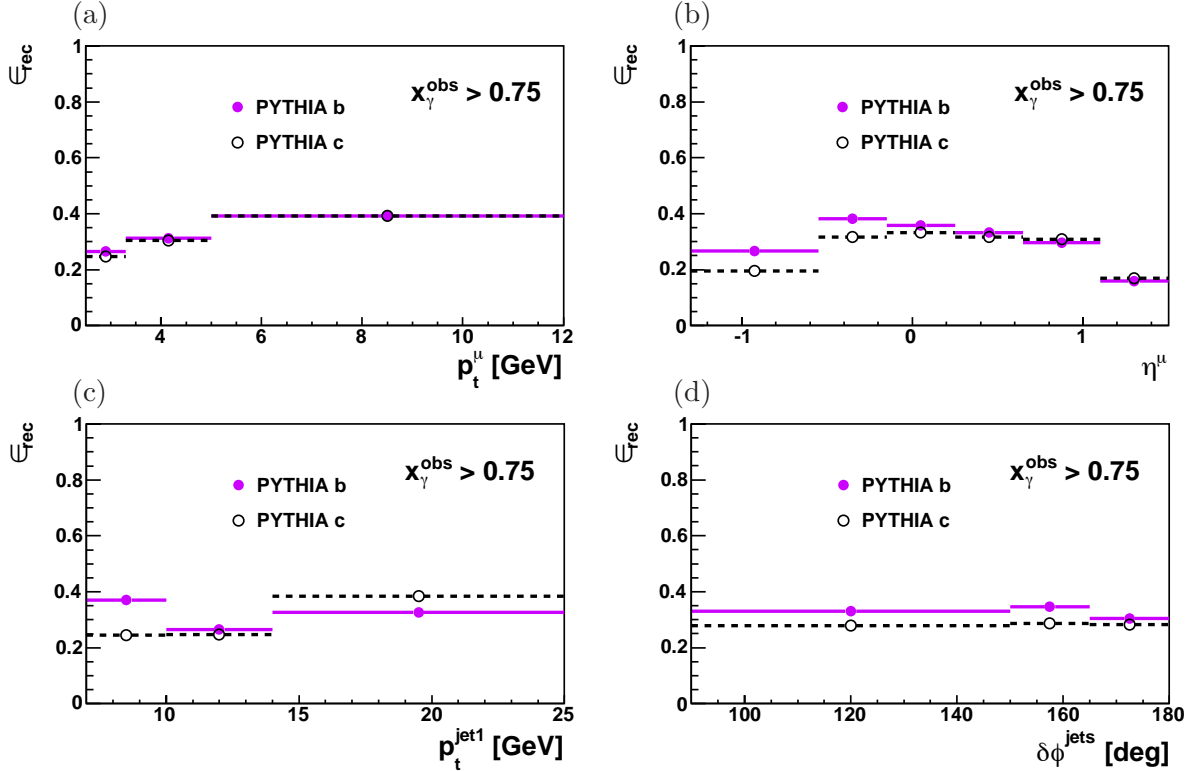 (a)
∈rec
1
0.8
0.6
0.4
0.2
0
x_γ^obs > 0.75
PYTHIA b
PYTHIA c
4 6 8 10 12
p_t^μ [GeV]
(b)
∈rec
1
0.8
0.6
0.4
0.2
0
x_γ^obs > 0.75
PYTHIA b
PYTHIA c
-1 0 1
η^μ
(c)
∈rec
1
0.8
0.6
0.4
0.2
0
x_γ^obs > 0.75
PYTHIA b
PYTHIA c
10 15 20 25
p_t^jet1 [GeV]
(d)
∈rec
1
0.8
0.6
0.4
0.2
0
x_γ^obs > 0.75
PYTHIA b
PYTHIA c
100 120 140 160 180
δϕ^jets [deg]